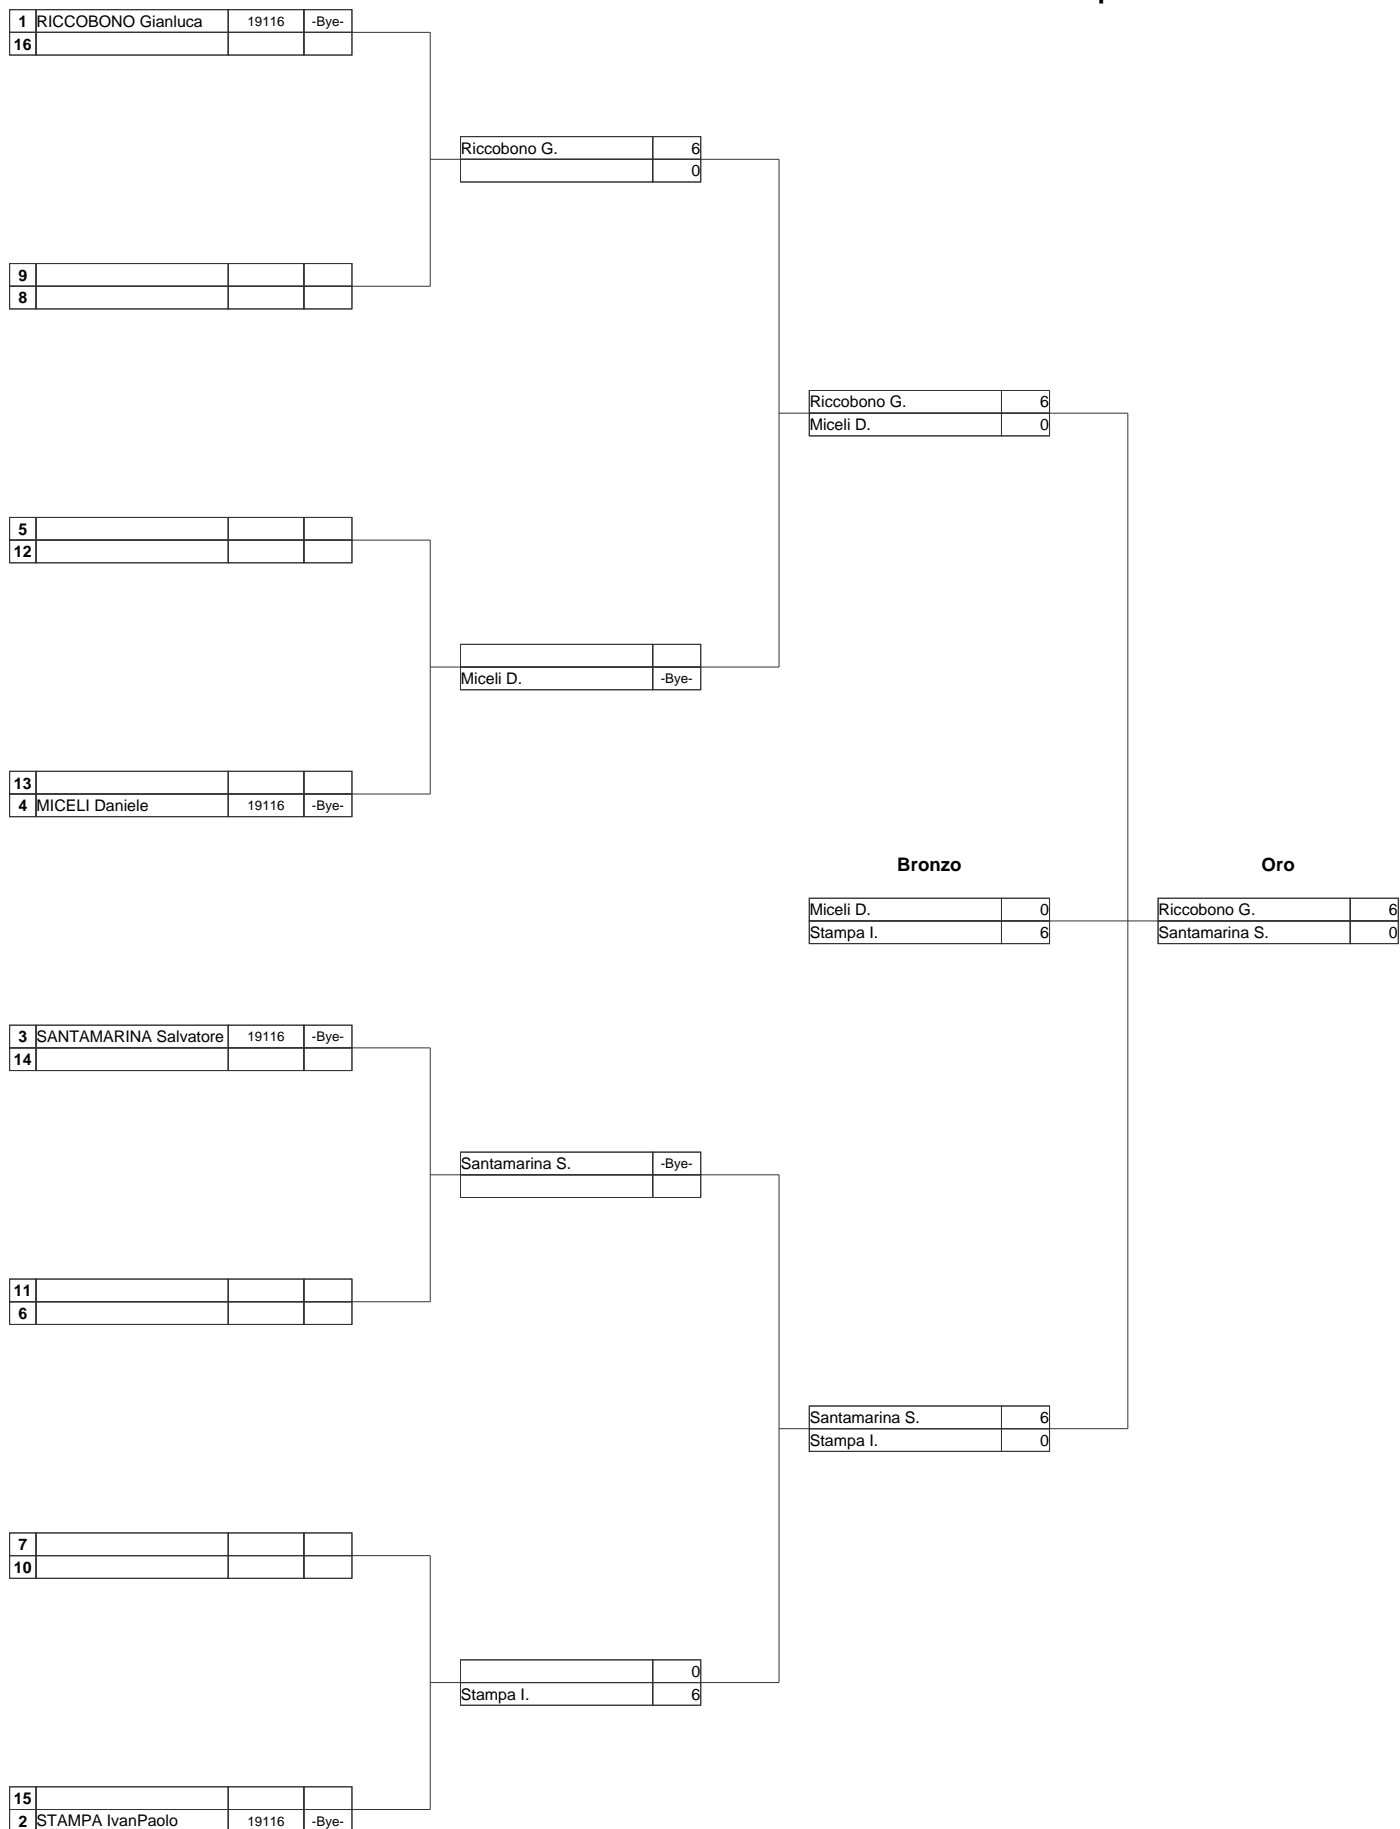 1 RICCOBONO Gianluca 19116 -Bye-
16
Riccobono G. 6
0
9
8
Riccobono G. 6
Miceli D. 0
5
12
Miceli D. -Bye-
13
4 MICELI Daniele 19116 -Bye-
Bronzo
Miceli D. 0
Stampa I. 6
Oro
Riccobono G. 6
Santamarina S. 0
3 SANTAMARINA Salvatore 19116 -Bye-
14
Santamarina S. -Bye-
11
6
Santamarina S. 6
Stampa I. 0
7
10
0
Stampa I. 6
15
2 STAMPA IvanPaolo 19116 -Bye-